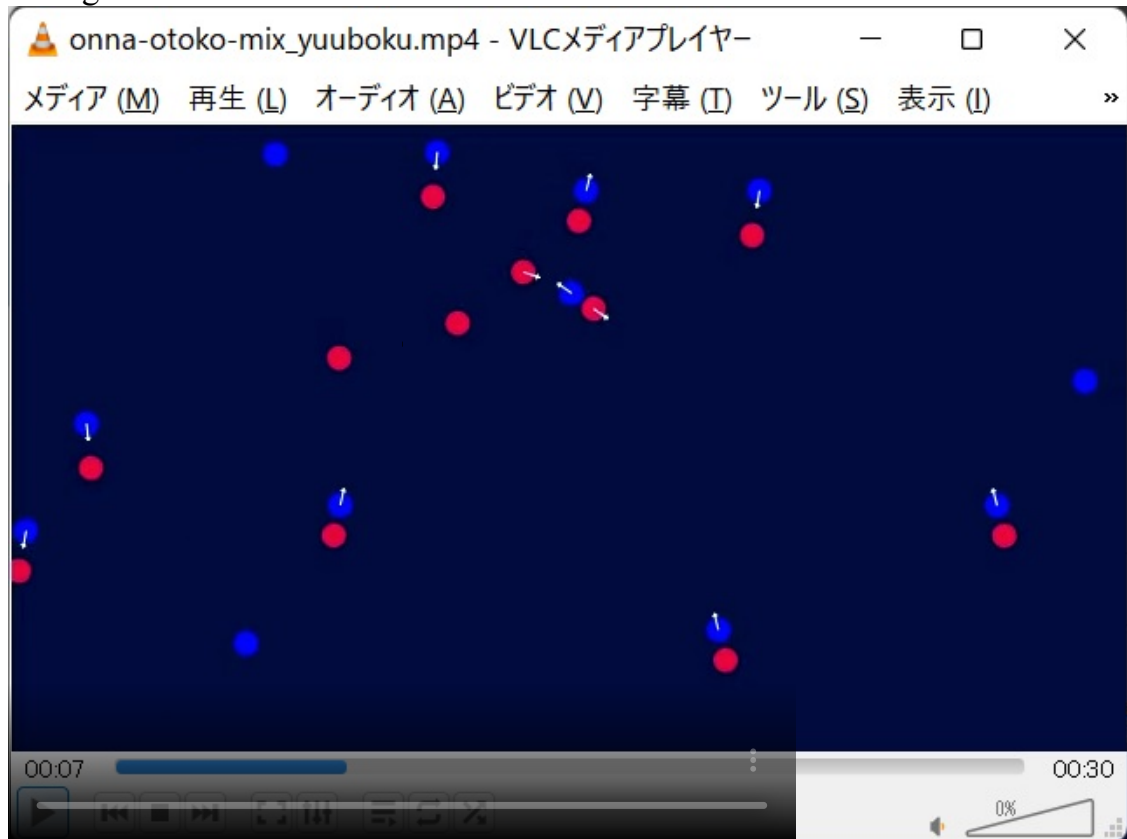 onna-otoko-mix_yuuboku.mp4 - VLCメディアプレイヤー
メディア (M) 再生 (L) オーディオ (A) ビデオ (V) 字幕 (T) ツール (S) 表示 (I) »
00:07 00:30
0%